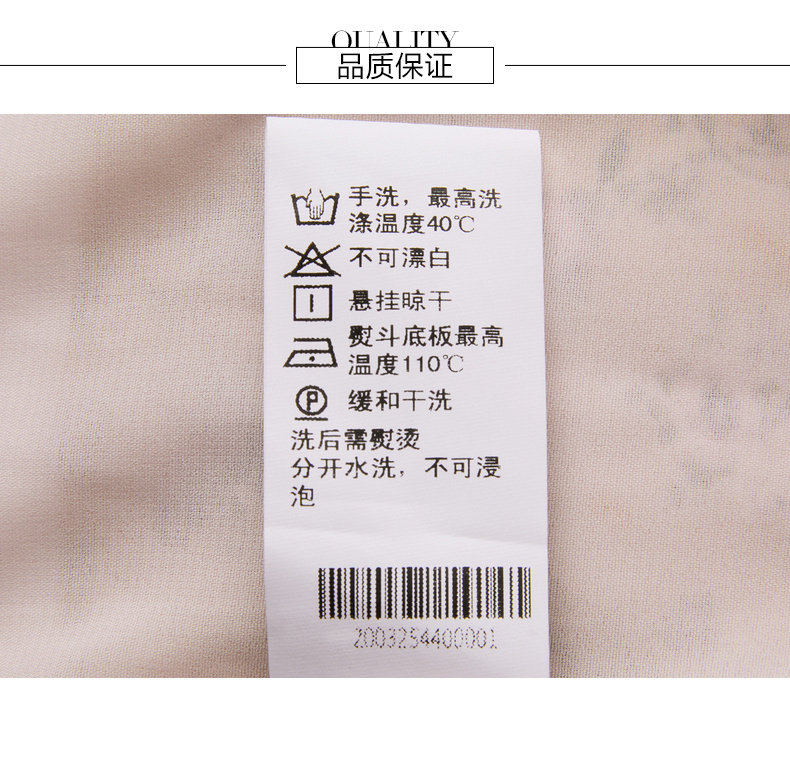 QUALITY
品质保证
手洗，最高洗
涤温度40℃
不可漂白
悬挂晾干
熨斗底板最高
温度110℃
P
缓和干洗
洗后需熨烫
分开水洗，不可浸
泡
2003254400001